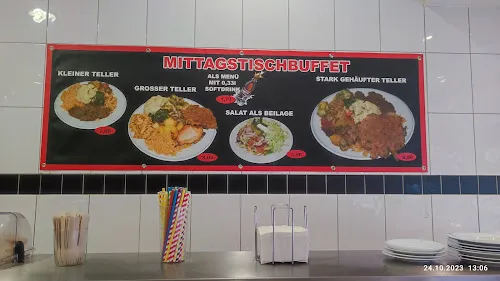 MITTAGSTISCHBUFFET
KLEINER TELLER
GROSSER TELLER
ALS MENÜ
MIT 0,33l
SOFTDRINK
SALAT ALS BEILAGE
STARK GEHÄUFTER TELLER
24.10.2023 13:06